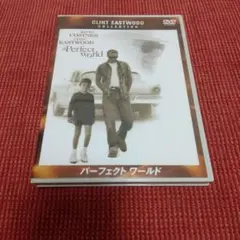 CLINT EASTWOOD
COLLECTION
DVD
COSTNER
EASTWOOD
A Perfect World
パーフェクト ワールド